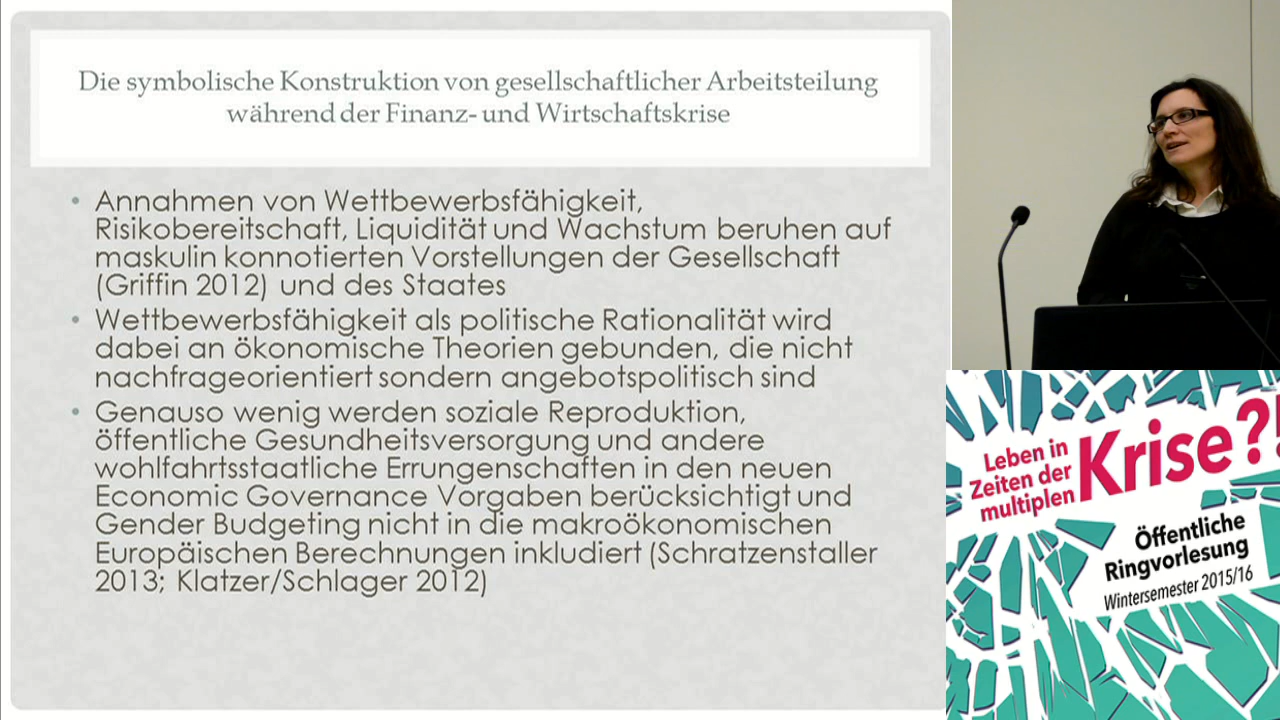 Die symbolische Konstruktion von gesellschaftlicher Arbeitsteilung
während der Finanz- und Wirtschaftskrise
• Annahmen von Wettbewerbsfähigkeit,
Risikobereitschaft, Liquidität und Wachstum beruhen auf
maskulin konnotierten Vorstellungen der Gesellschaft
(Griffin 2012) und des Staates
• Wettbewerbsfähigkeit als politische Rationalität wird
dabei an ökonomische Theorien gebunden, die nicht
nachfrageorientiert sondern angebotspolitisch sind
• Genauso wenig werden soziale Reproduktion,
öffentliche Gesundheitsversorgung und andere
wohlfahrtsstaatliche Errungenschaften in den neuen
Economic Governance Vorgaben berücksichtigt und
Gender Budgeting nicht in die makroökonomischen
Europäischen Berechnungen inkludiert (Schratzenstaller
2013; Klatzer/Schlager 2012)
Leben in
Zeiten der
multiplen
Krise?!
Öffentliche
Ringvorlesung
Wintersemester 2015/16